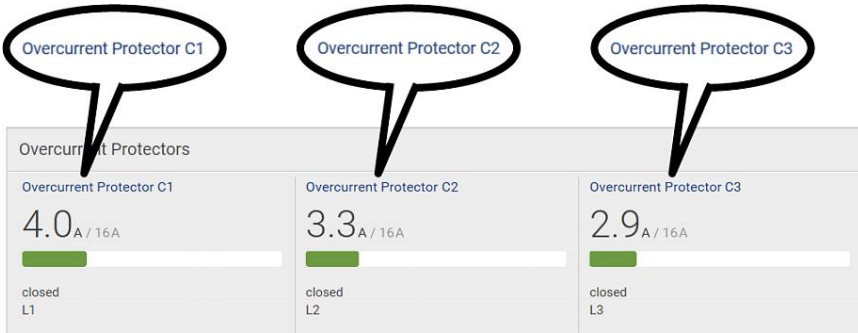 Overcurrent Protector C1
Overcurrent Protector C2
Overcurrent Protector C3
Overcurrent Protectors
Overcurrent Protector C1
4.0A / 16A
closed
L1
Overcurrent Protector C2
3.3A / 16A
closed
L2
Overcurrent Protector C3
2.9A / 16A
closed
L3